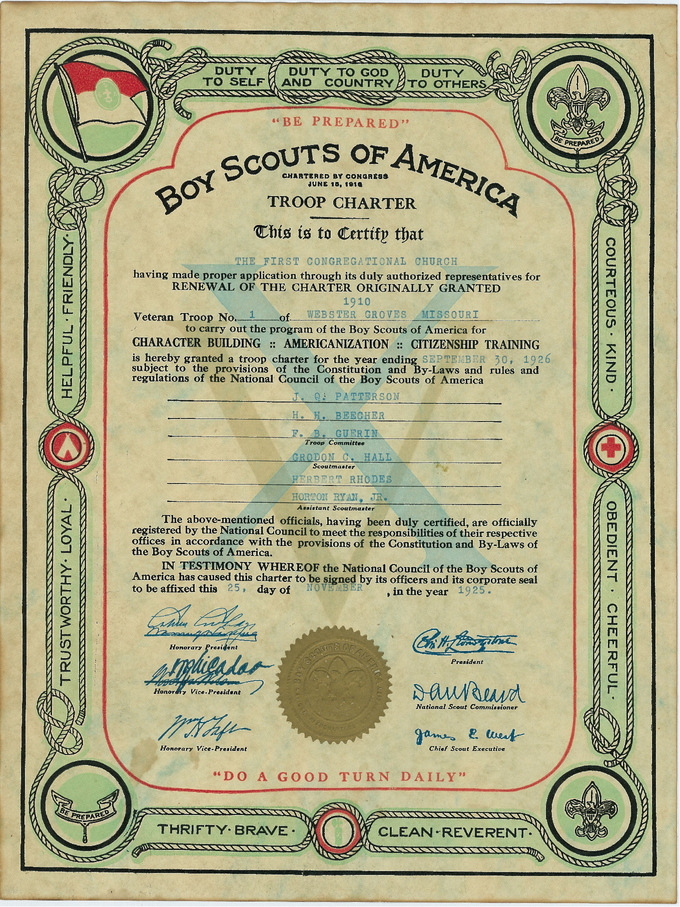 DUTY TO SELF
DUTY TO GOD AND COUNTRY
DUTY TO OTHERS
BE PREPARED
"BE PREPARED"
BOY SCOUTS OF AMERICA
CHARTERED BY CONGRESS
JUNE 15, 1916
TROOP CHARTER
This is to Certify that
THE FIRST CONGREGATIONAL CHURCH
having made proper application through its duly authorized representatives for
RENEWAL OF THE CHARTER ORIGINALLY GRANTED
1910
Veteran Troop No. 1 of WEBSTER GROVES MISSOURI
to carry out the program of the Boy Scouts of America for
CHARACTER BUILDING :: AMERICANIZATION :: CITIZENSHIP TRAINING
is hereby granted a troop charter for the year ending SEPTEMBER 30, 1926
subject to the provisions of the Constitution and By-Laws and rules and
regulations of the National Council of the Boy Scouts of America
J. Q. PATTERSON
H. H. BEECHER
F. B. GUERIN
Troop Committee
GRODON C. HALL
Scoutmaster
HERBERT RHODES
HORTON RYAN, JR.
Assistant Scoutmaster
The above-mentioned officials, having been duly certified, are officially
registered by the National Council to meet the responsibilities of their respective
offices in accordance with the provisions of the Constitution and By-Laws of
the Boy Scouts of America.
IN TESTIMONY WHEREOF the National Council of the Boy Scouts of
America has caused this charter to be signed by its officers and its corporate seal
to be affixed this 25, day of NOVEMBER, in the year 1925.
Honorary President
President
Honorary Vice-President
Dan Beard
National Scout Commissioner
Wm H Taft
Honorary Vice-President
James E West
Chief Scout Executive
"DO A GOOD TURN DAILY"
HELPFUL · FRIENDLY ·
TRUSTWORTHY · LOYAL ·
COURTEOUS · KIND ·
OBEDIENT · CHEERFUL ·
BE PREPARED
THRIFTY · BRAVE ·
CLEAN · REVERENT ·